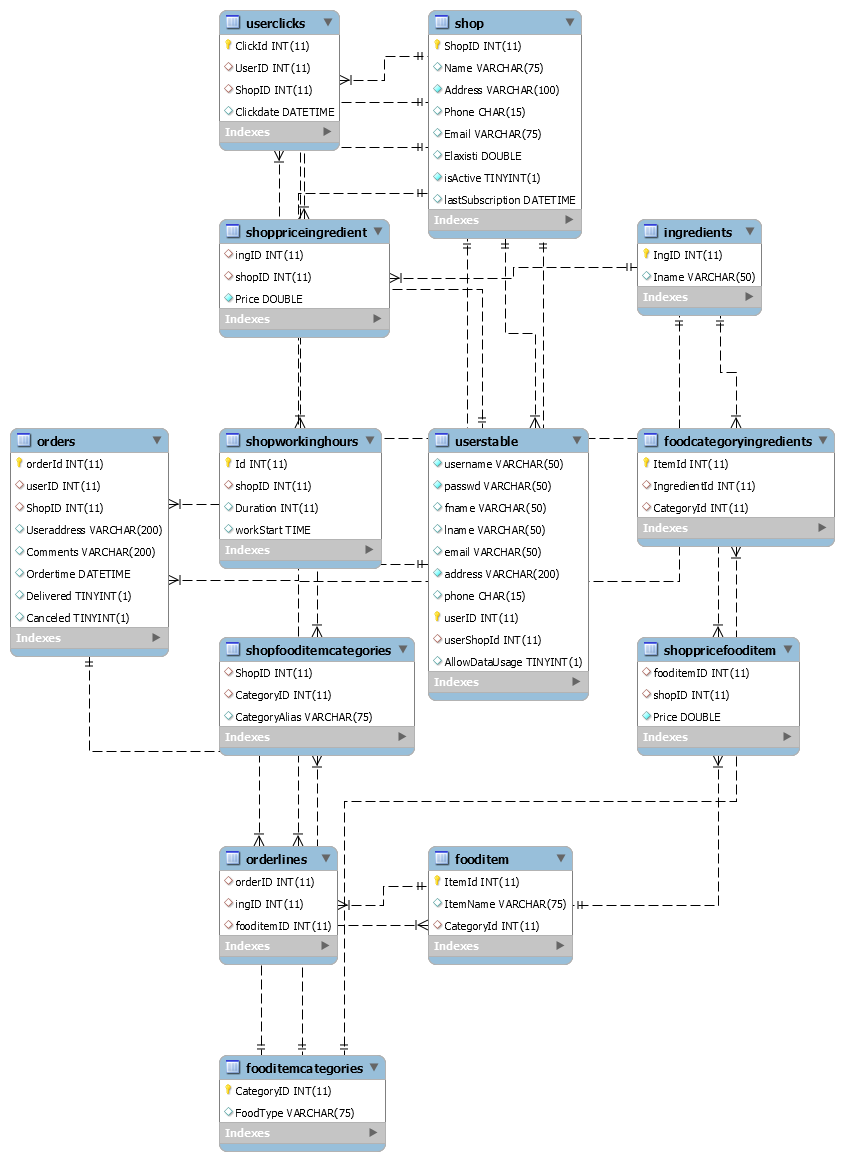 userclicks
ClickId INT(11)
UserID INT(11)
ShopID INT(11)
Clickdate DATETIME
Indexes
shop
ShopID INT(11)
Name VARCHAR(75)
Address VARCHAR(100)
Phone CHAR(15)
Email VARCHAR(75)
Elaxisti DOUBLE
isActive TINYINT(1)
lastSubscription DATETIME
Indexes
shoppriceingredient
ingID INT(11)
shopID INT(11)
Price DOUBLE
Indexes
ingredients
IngID INT(11)
Iname VARCHAR(50)
Indexes
orders
orderId INT(11)
userID INT(11)
ShopID INT(11)
Useraddress VARCHAR(200)
Comments VARCHAR(200)
Ordertime DATETIME
Delivered TINYINT(1)
Canceled TINYINT(1)
Indexes
shopworkinghours
Id INT(11)
shopID INT(11)
Duration INT(11)
workStart TIME
Indexes
userstable
username VARCHAR(50)
passwd VARCHAR(50)
fname VARCHAR(50)
lname VARCHAR(50)
email VARCHAR(50)
address VARCHAR(200)
phone CHAR(15)
userID INT(11)
userShopId INT(11)
AllowDataUsage TINYINT(1)
Indexes
foodcategoryingredients
ItemId INT(11)
IngredientId INT(11)
CategoryId INT(11)
Indexes
shopfooditemcategories
ShopID INT(11)
CategoryID INT(11)
CategoryAlias VARCHAR(75)
Indexes
shoppricefooditem
fooditemID INT(11)
shopID INT(11)
Price DOUBLE
Indexes
orderlines
orderID INT(11)
ingID INT(11)
fooditemID INT(11)
Indexes
fooditem
ItemId INT(11)
ItemName VARCHAR(75)
CategoryId INT(11)
Indexes
fooditemcategories
CategoryID INT(11)
FoodType VARCHAR(75)
Indexes